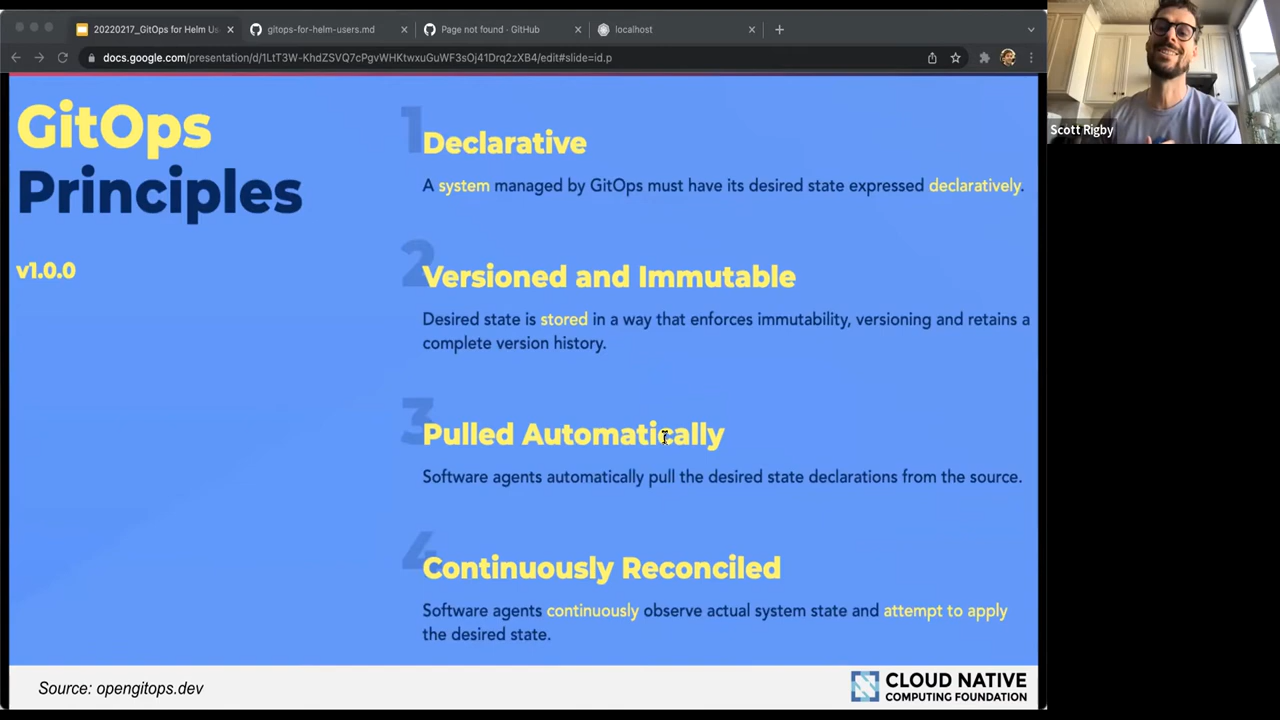 20220217_GitOps for Helm Us
gitops-for-helm-users.md
Page not found · GitHub
localhost
docs.google.com/presentation/d/1LtT3W-KhdZSVQ7cPgvWHKtwxuGuWF3sOj41Drq2zXB4/edit#slide=id.p
GitOps
Principles
v1.0.0
1
Declarative
A system managed by GitOps must have its desired state expressed declaratively.
2
Versioned and Immutable
Desired state is stored in a way that enforces immutability, versioning and retains a
complete version history.
3
Pulled Automatically
Software agents automatically pull the desired state declarations from the source.
4
Continuously Reconciled
Software agents continuously observe actual system state and attempt to apply
the desired state.
Source: opengitops.dev
CLOUD NATIVE
COMPUTING FOUNDATION
Scott Rigby